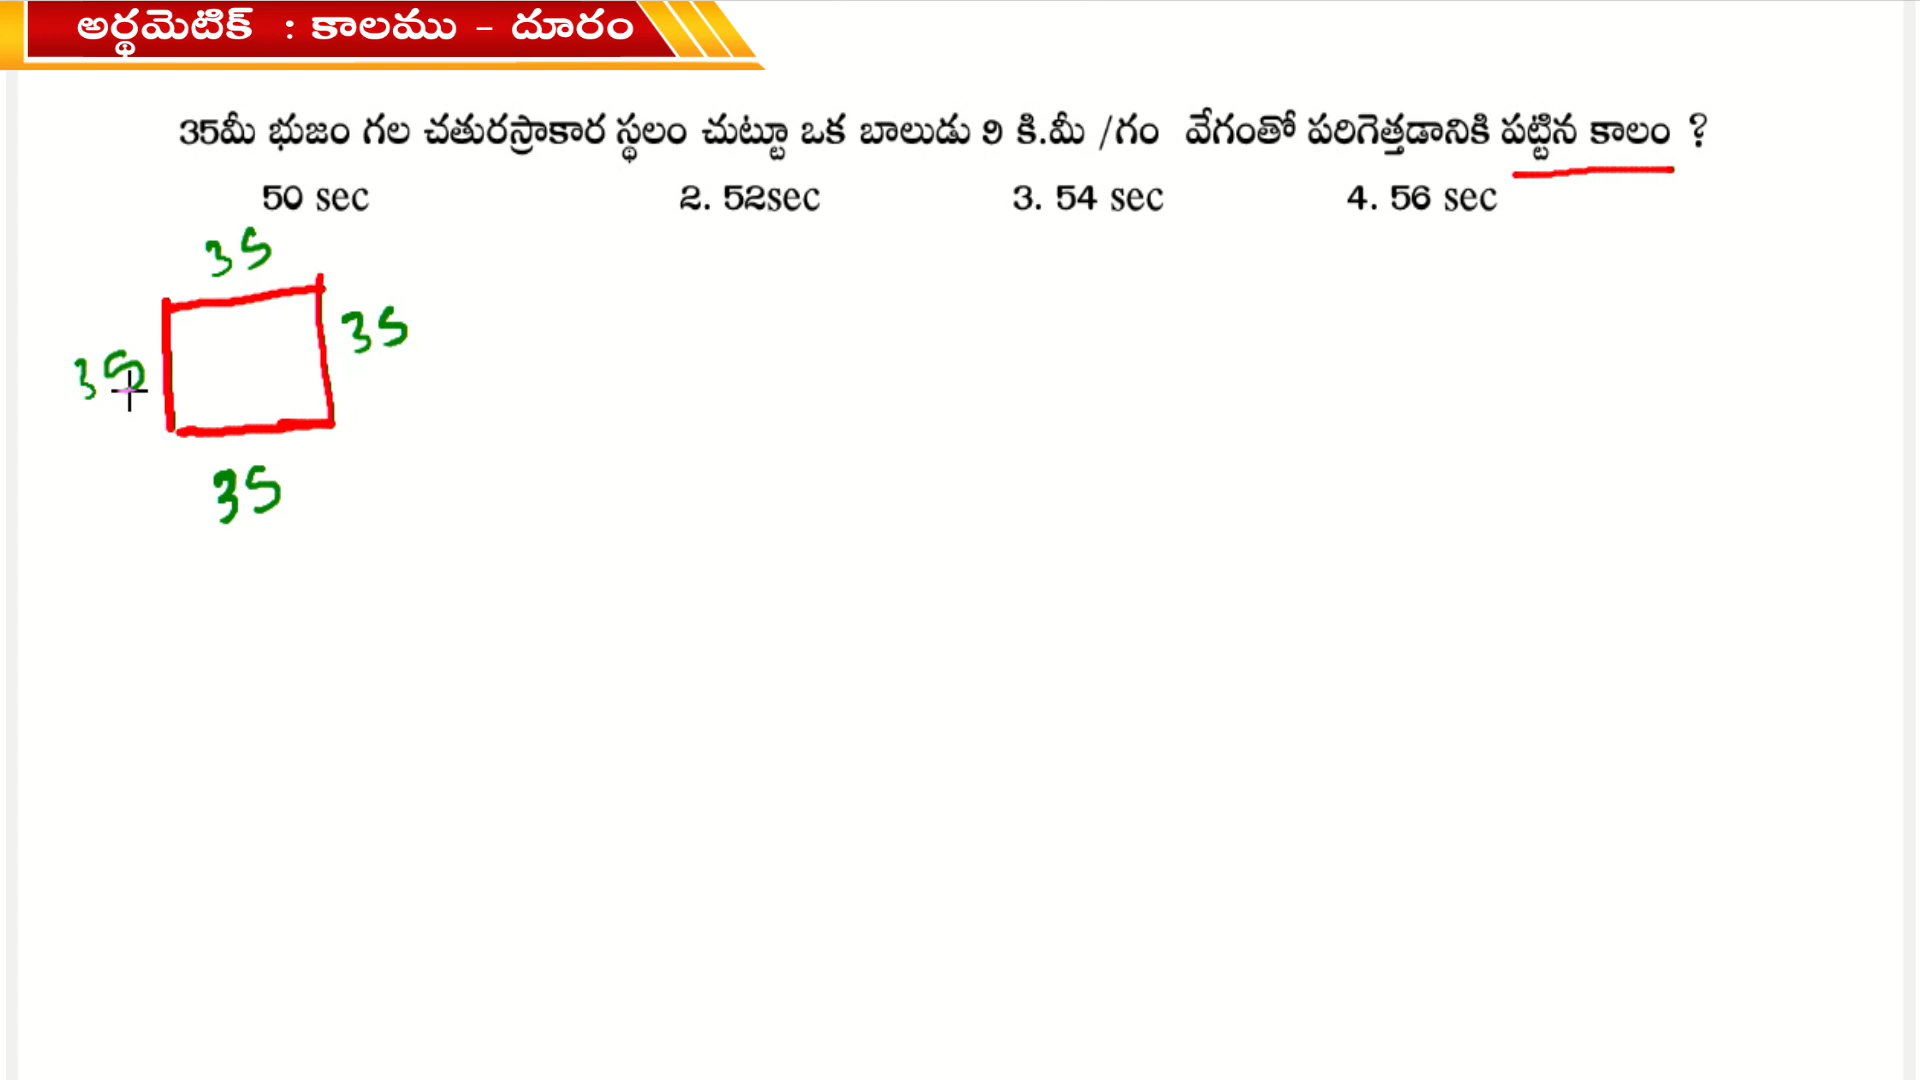 అర్థమెటిక్ : కాలము - దూరం
35మీ భుజం గల చతురస్రాకార స్థలం చుట్టూ ఒక బాలుడు 9 కి.మీ /గం వేగంతో పరిగెత్తడానికి పట్టిన కాలం ?
50 sec 2. 52sec 3. 54 sec 4. 56 sec
35
35
35
35